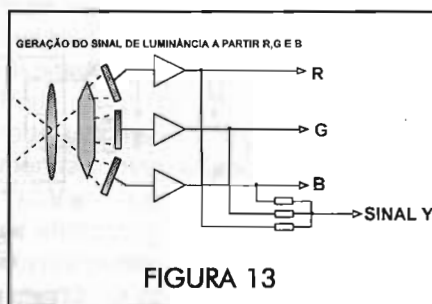 GERAÇÃO DO SINAL DE LUMINÂNCIA A PARTIR R,G E B
R
G
B
SINAL Y
FIGURA 13